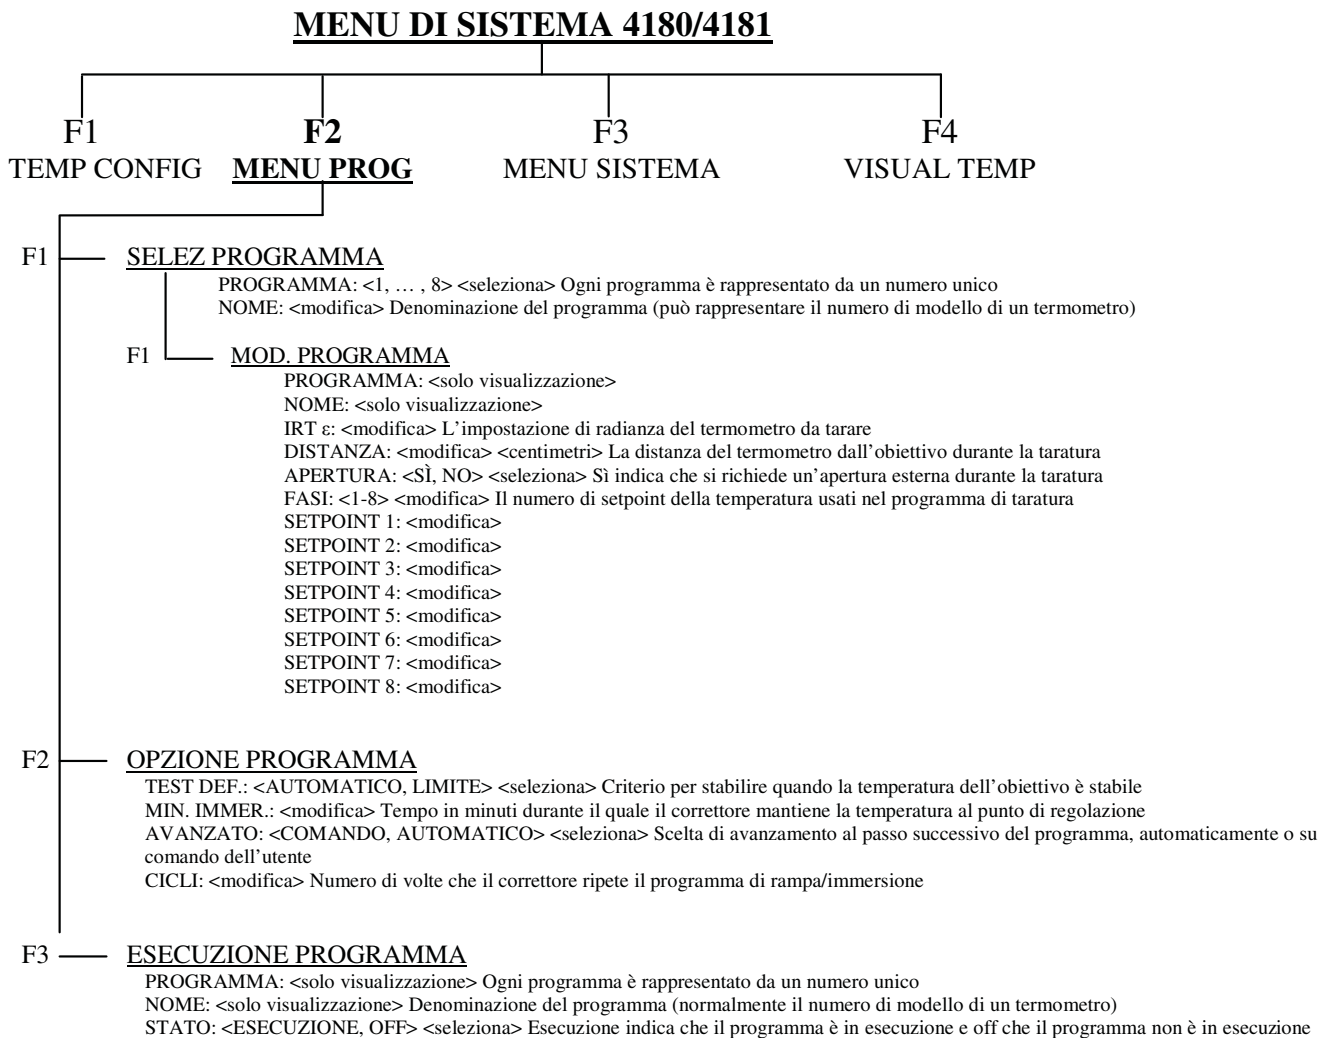 MENU DI SISTEMA 4180/4181
F1 F2 F3 F4
TEMP CONFIG MENU PROG MENU SISTEMA VISUAL TEMP
F1 SELEZ PROGRAMMA
PROGRAMMA: <1, … , 8> <seleziona> Ogni programma è rappresentato da un numero unico
NOME: <modifica> Denominazione del programma (può rappresentare il numero di modello di un termometro)
F1 MOD. PROGRAMMA
PROGRAMMA: <solo visualizzazione>
NOME: <solo visualizzazione>
IRT ε: <modifica> L'impostazione di radianza del termometro da tarare
DISTANZA: <modifica> <centimetri> La distanza del termometro dall'obiettivo durante la taratura
APERTURA: <SÌ, NO> <seleziona> Sì indica che si richiede un'apertura esterna durante la taratura
FASI: <1-8> <modifica> Il numero di setpoint della temperatura usati nel programma di taratura
SETPOINT 1: <modifica>
SETPOINT 2: <modifica>
SETPOINT 3: <modifica>
SETPOINT 4: <modifica>
SETPOINT 5: <modifica>
SETPOINT 6: <modifica>
SETPOINT 7: <modifica>
SETPOINT 8: <modifica>
F2 OPZIONE PROGRAMMA
TEST DEF.: <AUTOMATICO, LIMITE> <seleziona> Criterio per stabilire quando la temperatura dell'obiettivo è stabile
MIN. IMMER.: <modifica> Tempo in minuti durante il quale il correttore mantiene la temperatura al punto di regolazione
AVANZATO: <COMANDO, AUTOMATICO> <seleziona> Scelta di avanzamento al passo successivo del programma, automaticamente o su
comando dell'utente
CICLI: <modifica> Numero di volte che il correttore ripete il programma di rampa/immersione
F3 ESECUZIONE PROGRAMMA
PROGRAMMA: <solo visualizzazione> Ogni programma è rappresentato da un numero unico
NOME: <solo visualizzazione> Denominazione del programma (normalmente il numero di modello di un termometro)
STATO: <ESECUZIONE, OFF> <seleziona> Esecuzione indica che il programma è in esecuzione e off che il programma non è in esecuzione